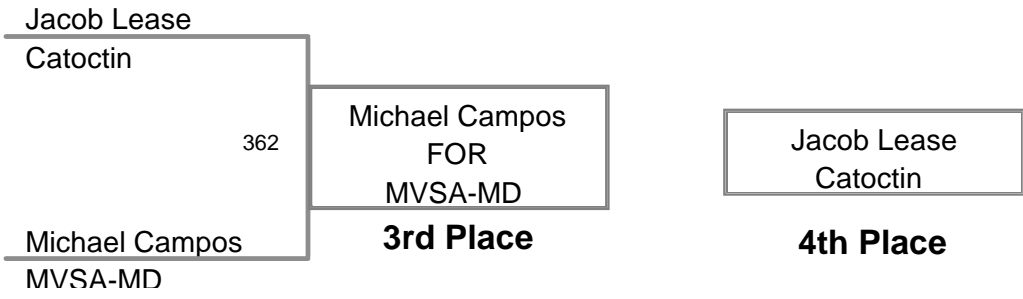 Jacob Lease
Catoctin
362
Michael Campos
MVSA-MD
Michael Campos
FOR
MVSA-MD
3rd Place
Jacob Lease
Catoctin
4th Place